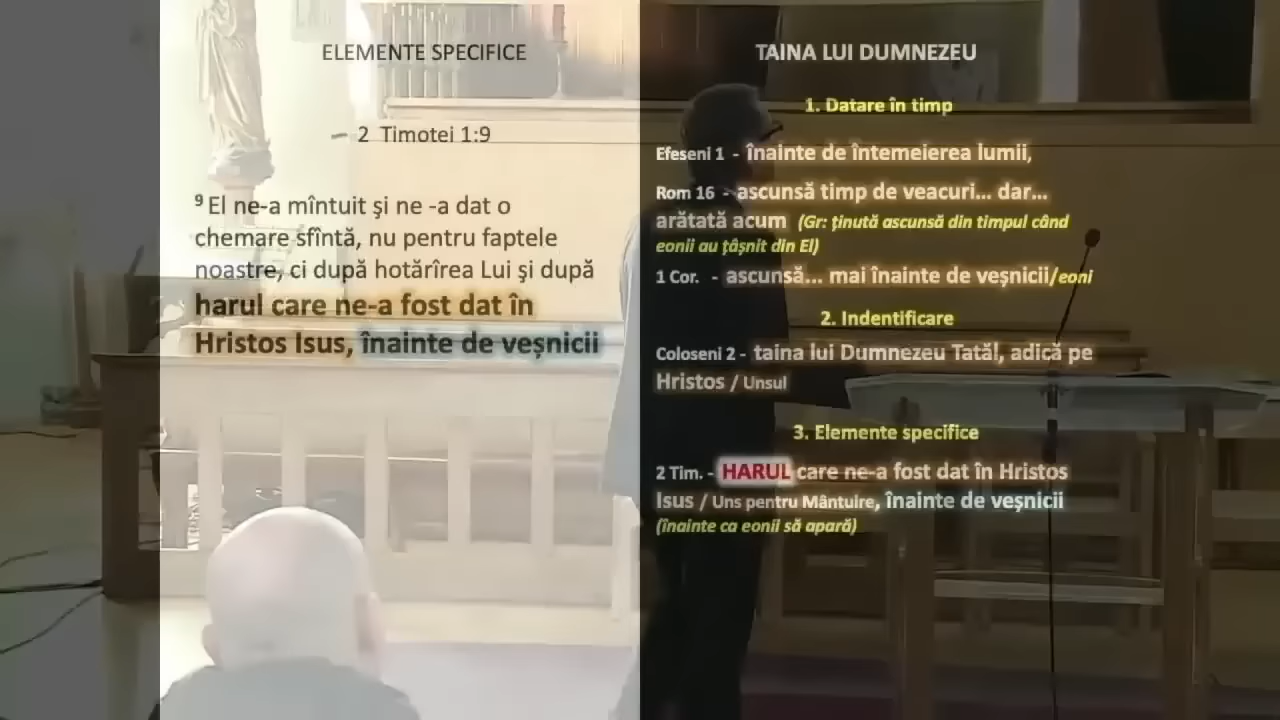 ELEMENTE SPECIFICE
– 2 Timotei 1:9
9 El ne-a mîntuit şi ne -a dat o
chemare sfîntă, nu pentru faptele
noastre, ci după hotărîrea Lui şi după
harul care ne-a fost dat în
Hristos Isus, înainte de veșnicii
TAINA LUI DUMNEZEU
1. Datare în timp
Efeseni 1 - înainte de întemeierea lumii,
Rom 16 - ascunsă timp de veacuri... dar...
arătată acum (Gr: ținută ascunsă din timpul când
eonii au țâșnit din El)
1 Cor. - ascunsă... mai înainte de veșnicii/eoni
2. Indentificare
Coloseni 2 - taina lui Dumnezeu Tatăl, adică pe
Hristos / Unsul
3. Elemente specifice
2 Tim. - HARUL care ne-a fost dat în Hristos
Isus / Uns pentru Mântuire, înainte de veșnicii
(înainte ca eonii să apară)